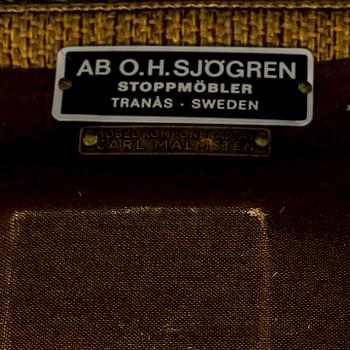 AB O.H. SJÖGREN
STOPPMÖBLER
TRANÅS · SWEDEN
MÖBEL KOMPONERAD AV
CARL MALMSTEN